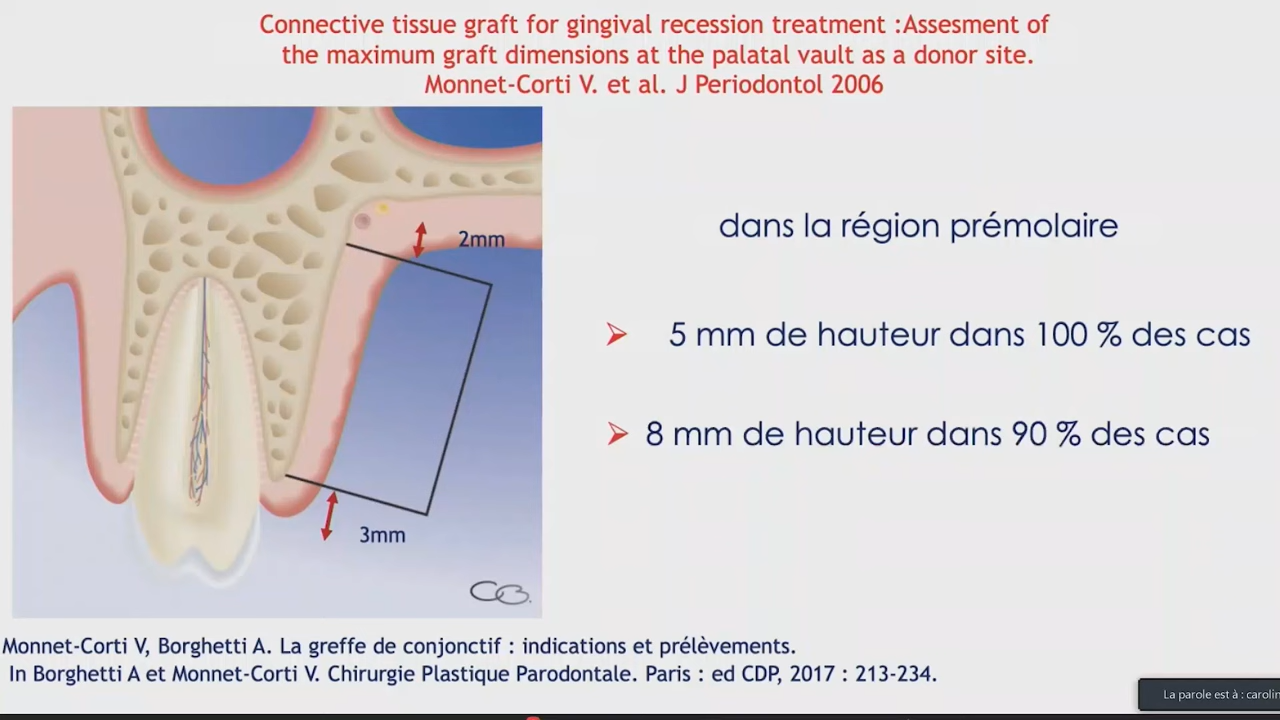 Connective tissue graft for gingival recession treatment :Assesment of
the maximum graft dimensions at the palatal vault as a donor site.
Monnet-Corti V. et al. J Periodontol 2006
2mm
dans la région prémolaire
5 mm de hauteur dans 100 % des cas
8 mm de hauteur dans 90 % des cas
3mm
CB.
Monnet-Corti V, Borghetti A. La greffe de conjonctif : indications et prélèvements.
In Borghetti A et Monnet-Corti V. Chirurgie Plastique Parodontale. Paris : ed CDP, 2017 : 213-234.
La parole est à :